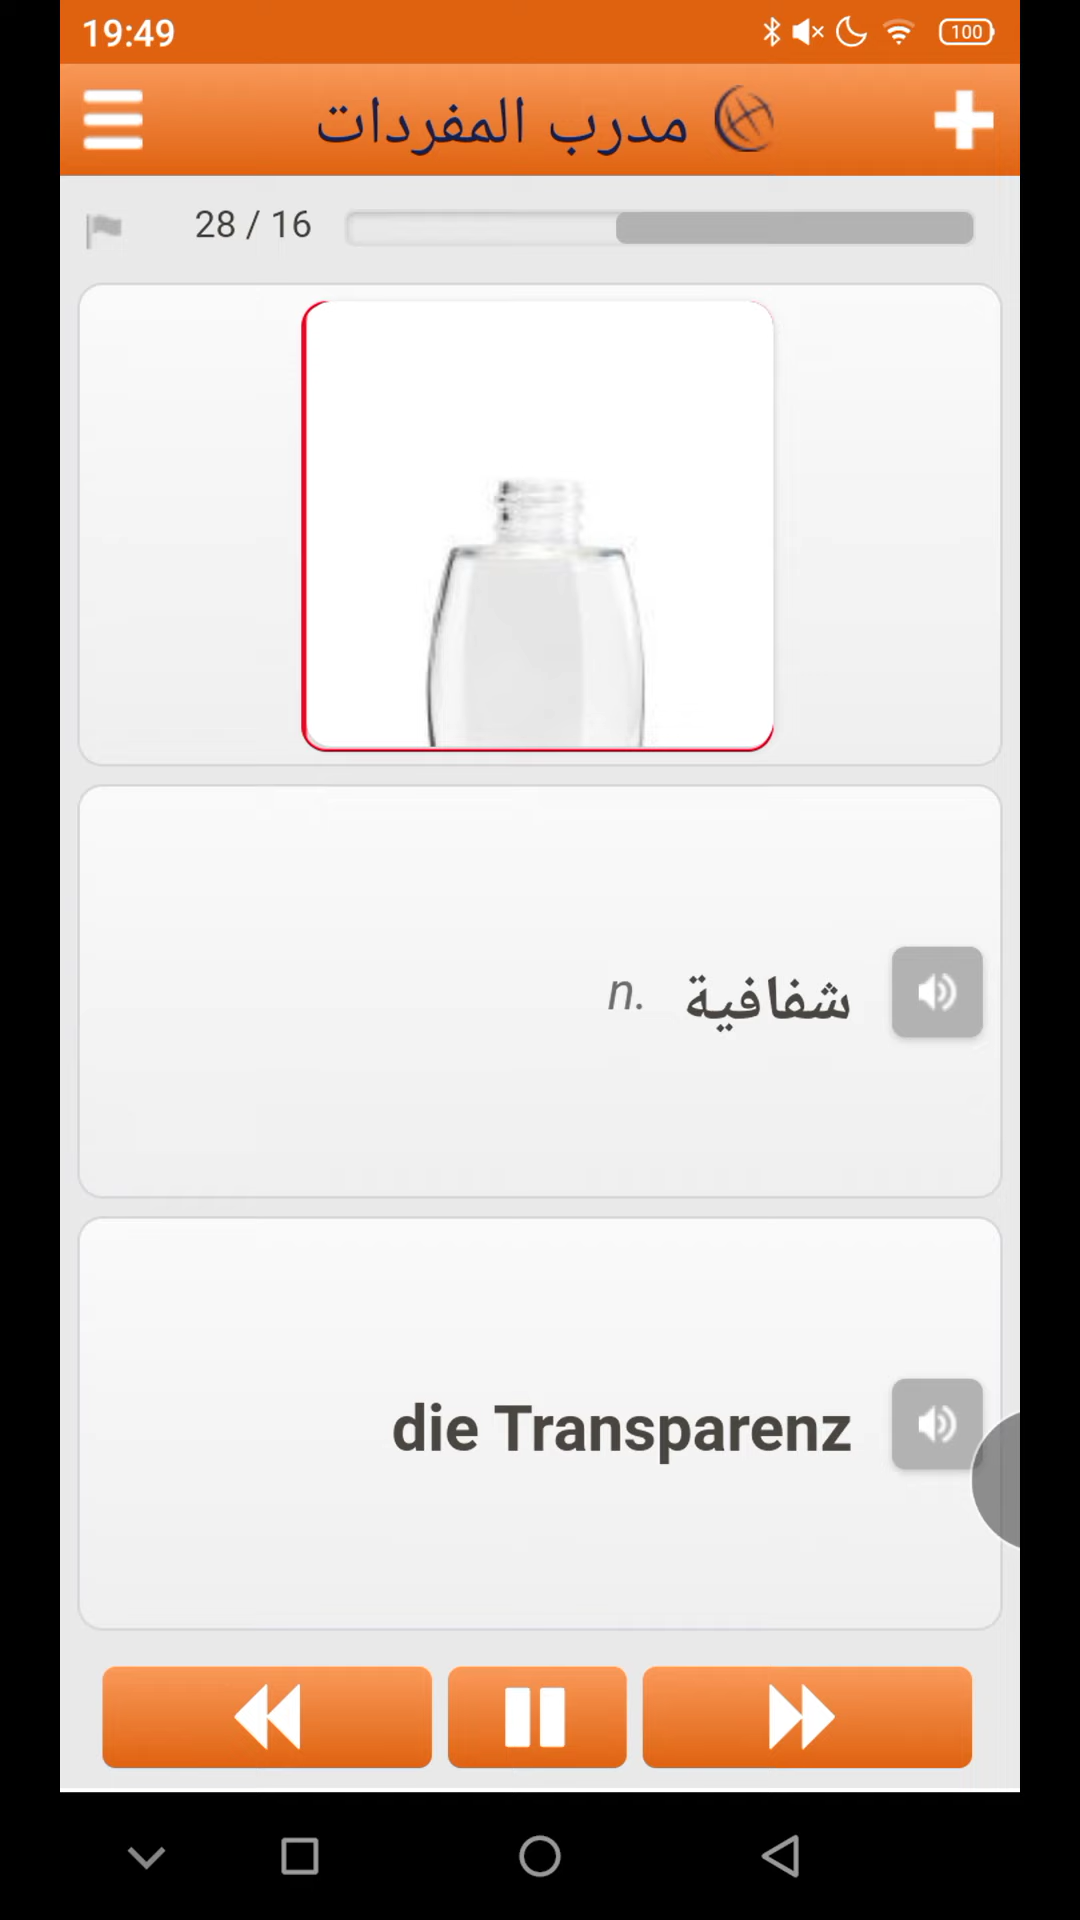 19:49
100
مدرب المفردات
28 / 16
شفافية n.
die Transparenz